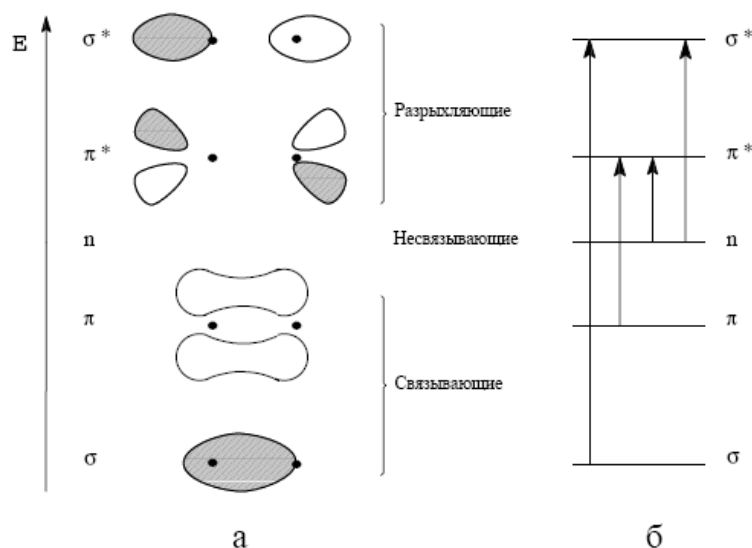 E
σ *
σ*
Разрыхляющие
π *
π*
n
Несвязывающие
n
π
π
Связывающие
σ
σ
а
б